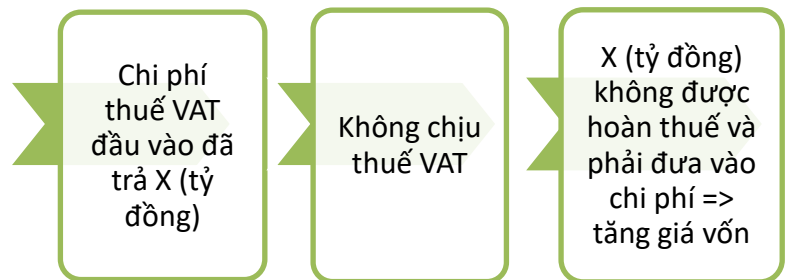 Chi phí
thuế VAT
đầu vào đã
trả X (tỷ
đồng)
Không chịu
thuế VAT
X (tỷ đồng)
không được
hoàn thuế và
phải đưa vào
chi phí =>
tăng giá vốn